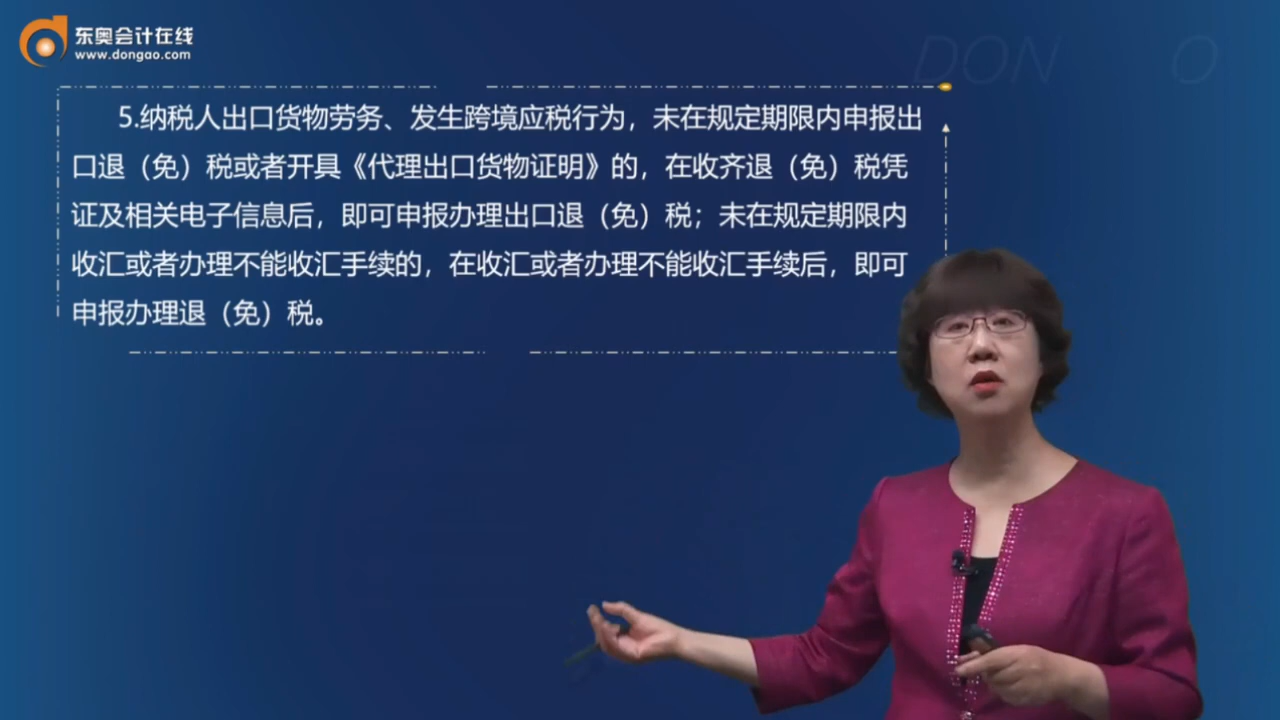 东奥会计在线
www.dongao.com
DON O
5.纳税人出口货物劳务、发生跨境应税行为，未在规定期限内申报出
口退（免）税或者开具《代理出口货物证明》的，在收齐退（免）税凭
证及相关电子信息后，即可申报办理出口退（免）税；未在规定期限内
收汇或者办理不能收汇手续的，在收汇或者办理不能收汇手续后，即可
申报办理退（免）税。